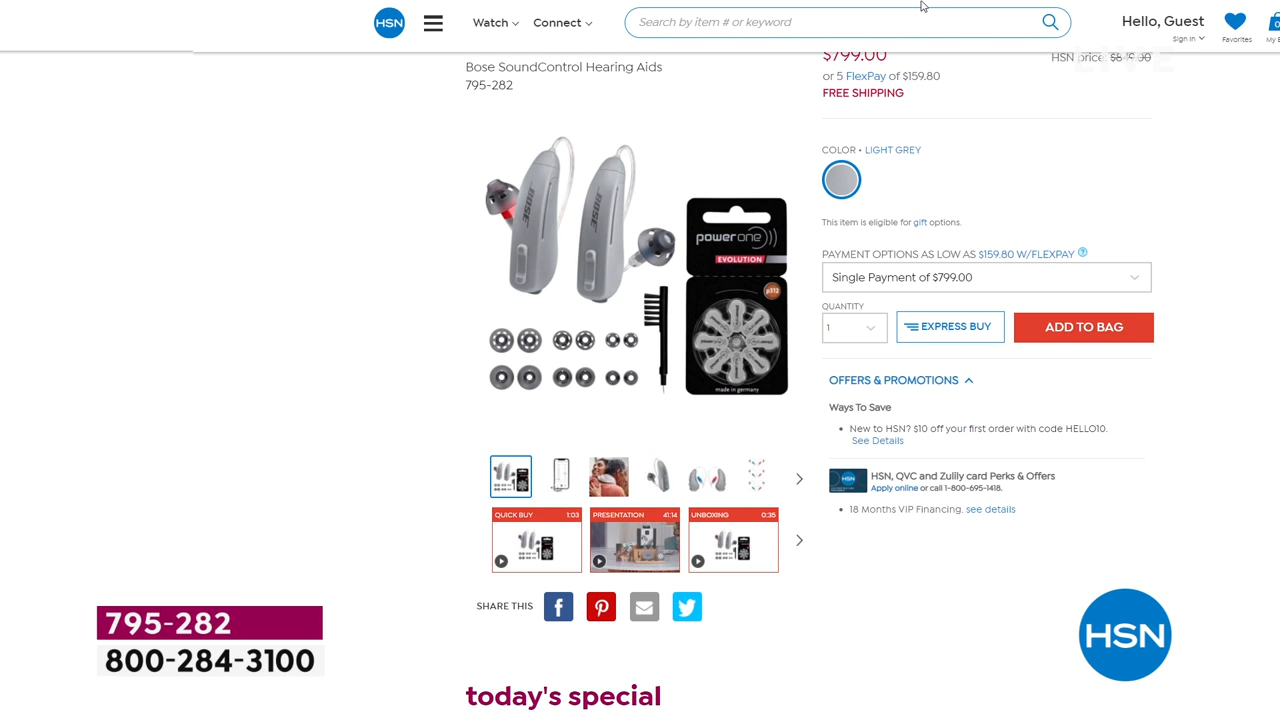 HSN
Watch
Connect
Search by item # or keyword
Hello, Guest
Sign In
Favorites
0
Bose SoundControl Hearing Aids
795-282
$799.00
HSN price:
or 5 FlexPay of $159.80
FREE SHIPPING
COLOR • LIGHT GREY
This item is eligible for gift options.
PAYMENT OPTIONS AS LOW AS $159.80 W/FLEXPAY ?
Single Payment of $799.00
QUANTITY
1
EXPRESS BUY
ADD TO BAG
OFFERS & PROMOTIONS
Ways To Save
• New to HSN? $10 off your first order with code HELLO10.
See Details
HSN
HSN, QVC and Zulily card Perks & Offers
Apply online or call 1-800-695-1418.
• 18 Months VIP Financing. see details
BOSE
BOSE
powerone
EVOLUTION
p312
made in germany
QUICK BUY 1:03
PRESENTATION 41:14
UNBOXING 0:35
SHARE THIS
795-282
800-284-3100
HSN
today's special